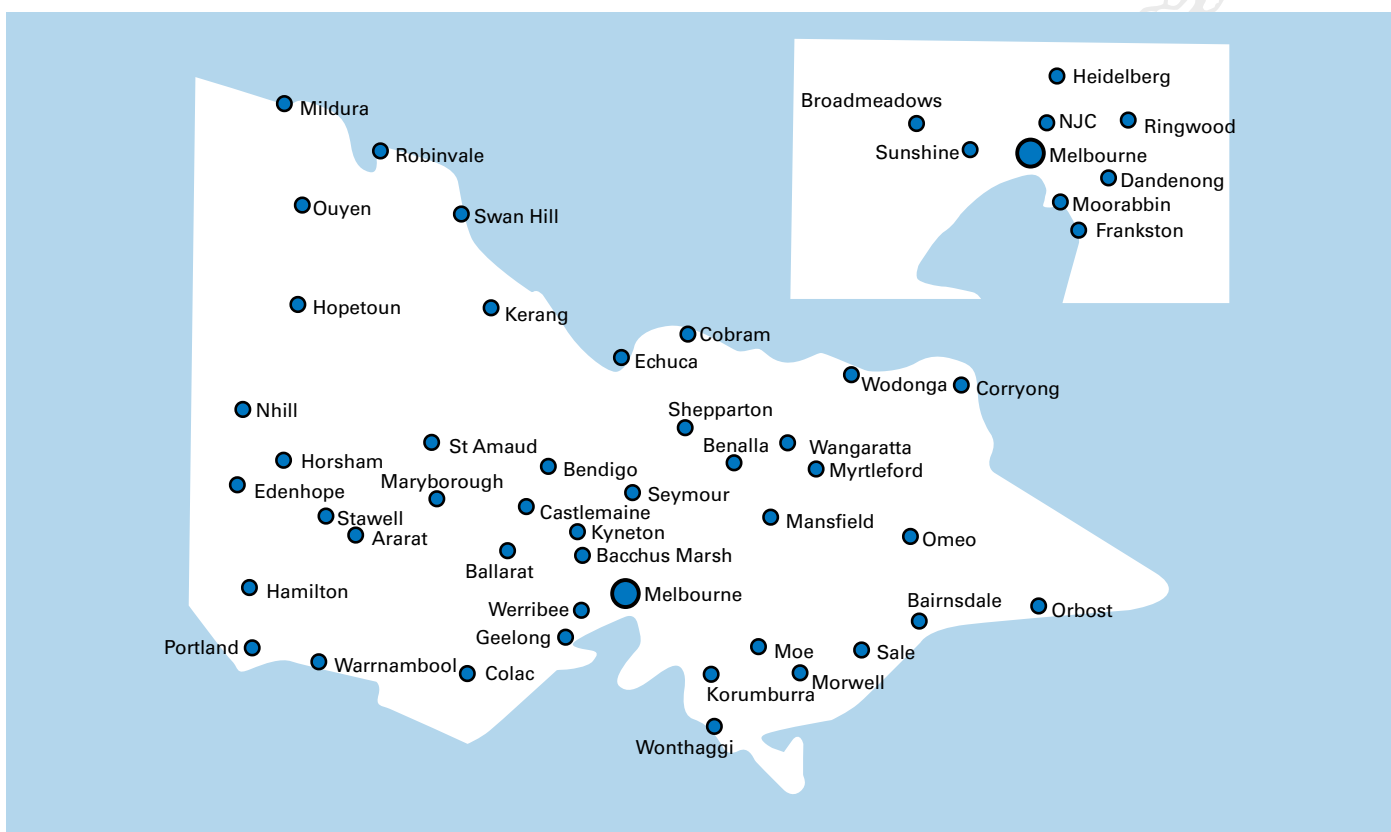 Heidelberg
Broadmeadows
NJC
Ringwood
Sunshine
Melbourne
Dandenong
Moorabbin
Frankston
Mildura
Robinvale
Ouyen
Swan Hill
Hopetoun
Kerang
Cobram
Echuca
Wodonga
Corryong
Nhill
Shepparton
St Amaud
Benalla
Wangaratta
Horsham
Bendigo
Myrtleford
Edenhope
Maryborough
Seymour
Castlemaine
Stawell
Mansfield
Kyneton
Ararat
Omeo
Bacchus Marsh
Ballarat
Hamilton
Melbourne
Bairnsdale
Werribee
Orbost
Geelong
Portland
Moe
Sale
Warrnambool
Colac
Morwell
Korumburra
Wonthaggi